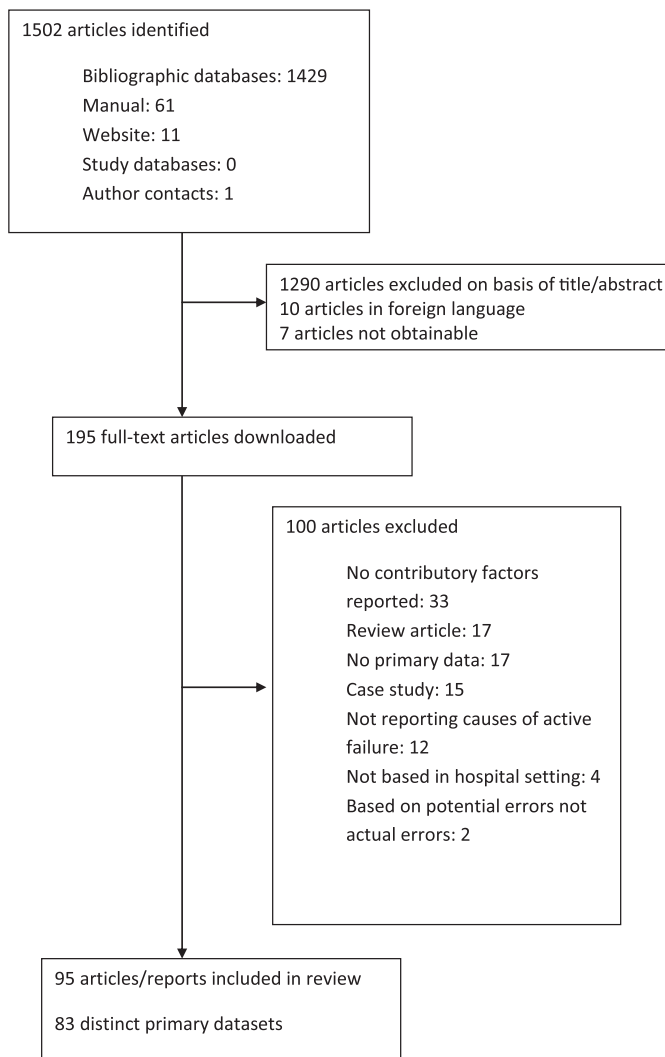 1502 articles identified
Bibliographic databases: 1429
Manual: 61
Website: 11
Study databases: 0
Author contacts: 1
1290 articles excluded on basis of title/abstract
10 articles in foreign language
7 articles not obtainable
195 full-text articles downloaded
100 articles excluded
No contributory factors
reported: 33
Review article: 17
No primary data: 17
Case study: 15
Not reporting causes of active
failure: 12
Not based in hospital setting: 4
Based on potential errors not
actual errors: 2
95 articles/reports included in review
83 distinct primary datasets